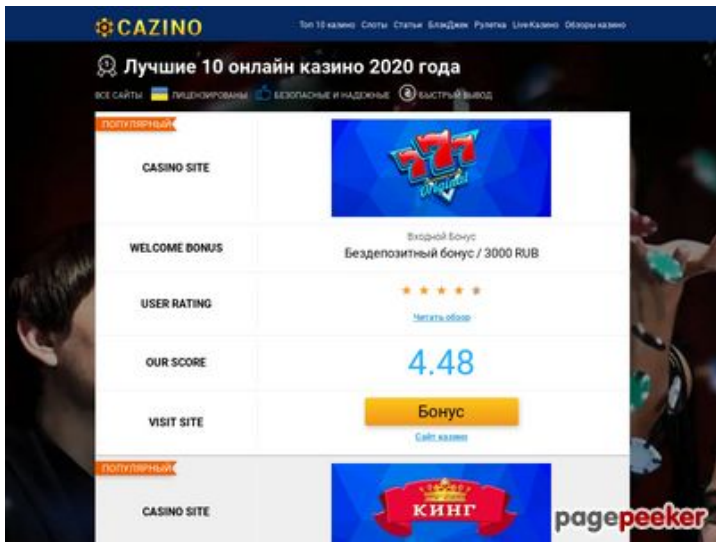 CAZINO
Топ 10 казино Слоты Статьи БлэкДжек Рулетка Live-Казино Обзоры казино
Лучшие 10 онлайн казино 2020 года
ВСЕ САЙТЫ ЛИЦЕНЗИРОВАНЫ БЕЗОПАСНЫЕ И НАДЕЖНЫЕ БЫСТРЫЙ ВЫВОД
ПОПУЛЯРНЫЙ
CASINO SITE
777
Original
WELCOME BONUS
Входной Бонус
Бездепозитный бонус / 3000 RUB
USER RATING
Читать обзор
OUR SCORE
4.48
VISIT SITE
Бонус
Сайт казино
ПОПУЛЯРНЫЙ
CASINO SITE
КИНГ
pagepeeker